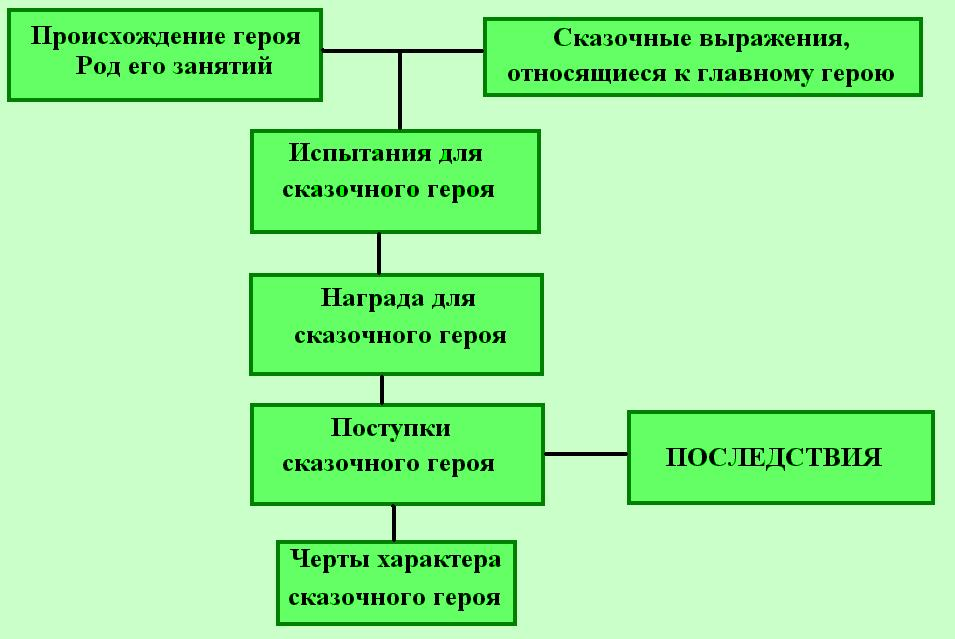 Происхождение героя
Род его занятий
Сказочные выражения,
относящиеся к главному герою
Испытания для
сказочного героя
Награда для
сказочного героя
Поступки
сказочного героя
ПОСЛЕДСТВИЯ
Черты характера
сказочного героя